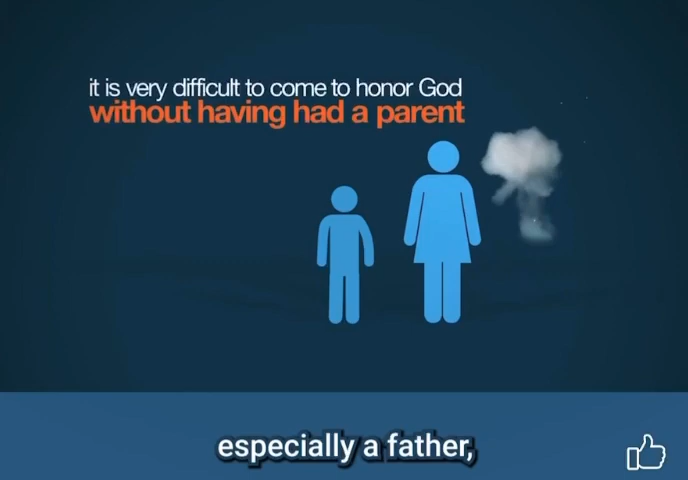 it is very difficult to come to honor God
without having had a parent
especially a father,